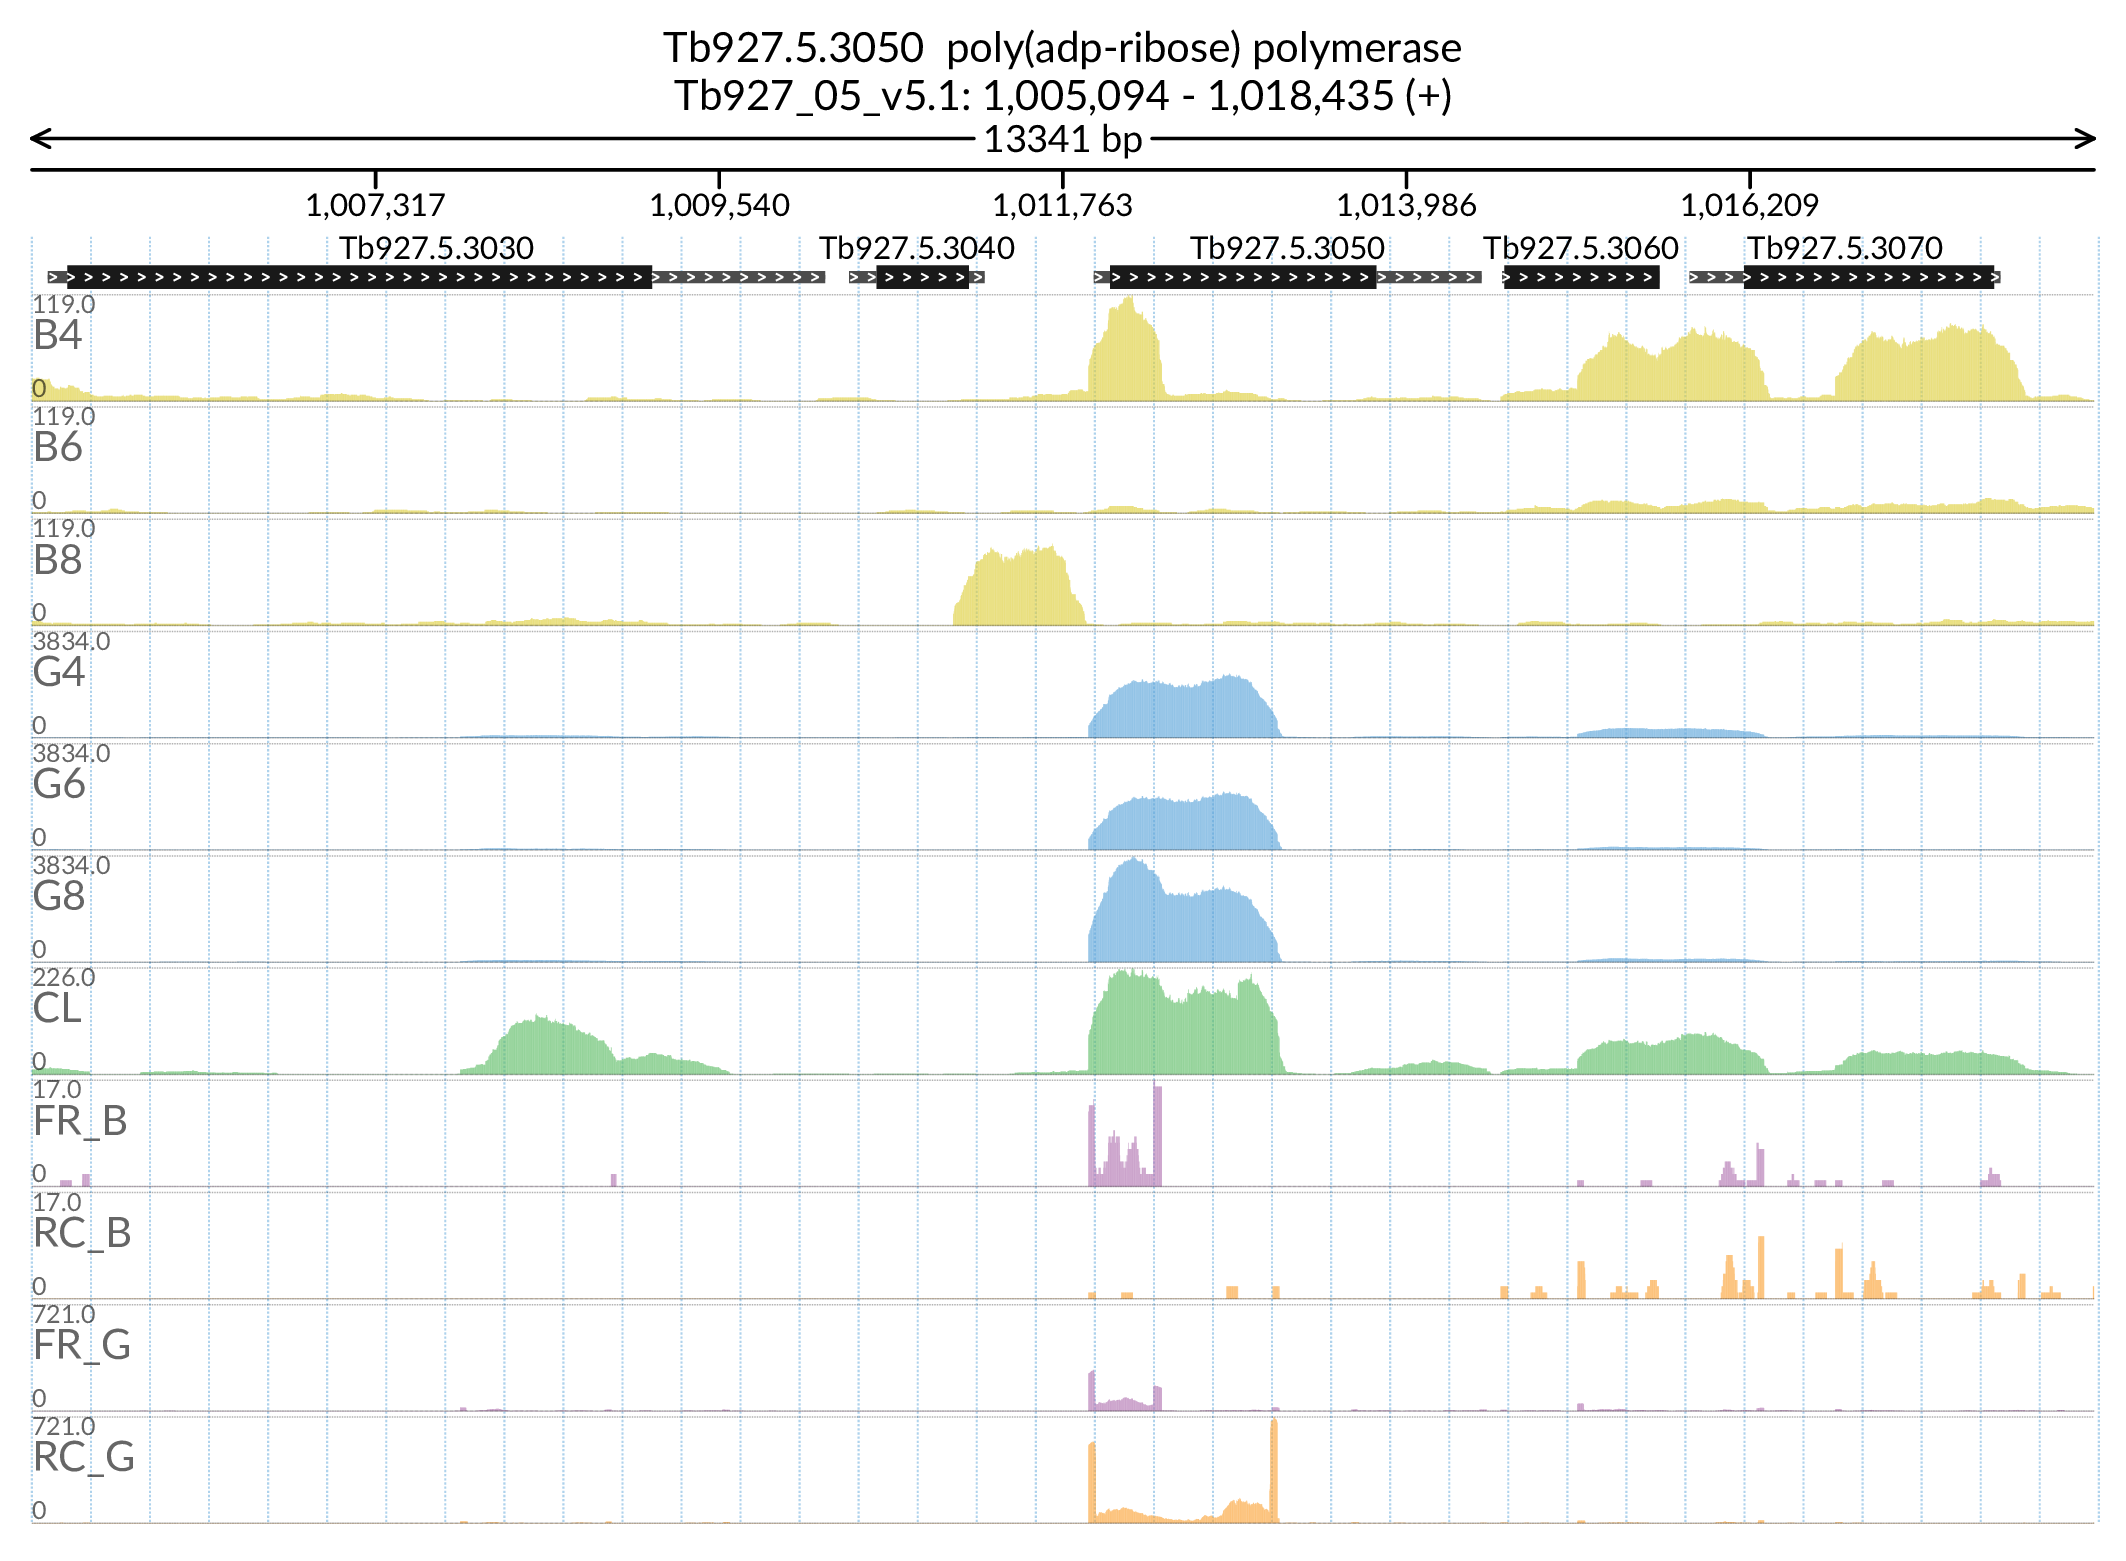 Tb927.5.3050  poly(adp-ribose) polymerase
Tb927_05_v5.1: 1,005,094 - 1,018,435 (+)
13341 bp
1,007,317 1,009,540 1,011,763 1,013,986 1,016,209
Tb927.5.3030 Tb927.5.3040 Tb927.5.3050 Tb927.5.3060 Tb927.5.3070
119.0
B4
0
119.0
B6
0
119.0
B8
0
3834.0
G4
0
3834.0
G6
0
3834.0
G8
0
226.0
CL
0
17.0
FR_B
0
17.0
RC_B
0
721.0
FR_G
0
721.0
RC_G
0